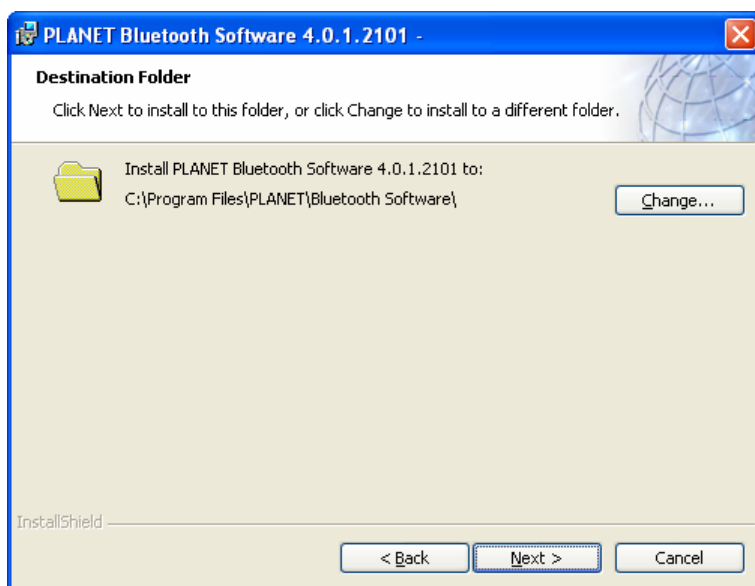 PLANET Bluetooth Software 4.0.1.2101 -
Destination Folder
Click Next to install to this folder, or click Change to install to a different folder.
Install PLANET Bluetooth Software 4.0.1.2101 to:
C:\Program Files\PLANET\Bluetooth Software\
Change...
InstallShield
< Back
Next >
Cancel